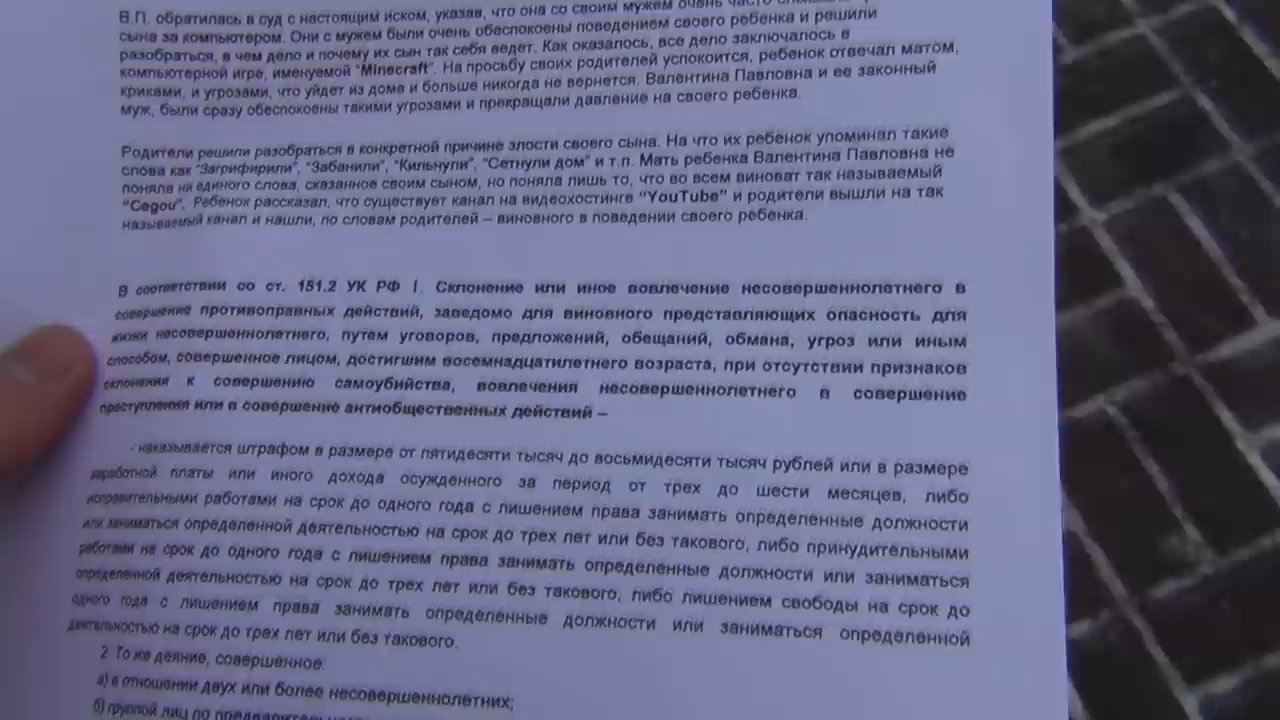 В.П. обратилась в суд с настоящим иском, указав, что она со своим мужем очень часто
сына за компьютером. Они с мужем были очень обеспокоены поведением своего ребенка и решили
разобраться, в чем дело и почему их сын так себя ведет. Как оказалось, все дело заключалось в
компьютерной игре, именуемой "Minecraft". На просьбу своих родителей успокоится, ребенок отвечал матом,
криками, и угрозами, что уйдет из дома и больше никогда не вернется. Валентина Павловна и ее законный
муж, были сразу обеспокоены такими угрозами и прекращали давление на своего ребенка.
Родители решили разобраться в конкретной причине злости своего сына. На что их ребенок упоминал такие
слова как "Загрифирили", "Забанили", "Кильнули", "Сетнули дом" и т.п. Мать ребенка Валентина Павловна не
поняла ни единого слова, сказанное своим сыном, но поняла лишь то, что во всем виноват так называемый
"Cegou". Ребенок рассказал, что существует канал на видеохостинге "YouTube" и родители вышли на так
называемый канал и нашли, по словам родителей – виновного в поведении своего ребенка.
В соответствии со ст. 151.2 УК РФ I. Склонение или иное вовлечение несовершеннолетнего в
совершение противоправных действий, заведомо для виновного представляющих опасность для
жизни несовершеннолетнего, путем уговоров, предложений, обещаний, обмана, угроз или иным
способом, совершенное лицом, достигшим восемнадцатилетнего возраста, при отсутствии признаков
склонения к совершению самоубийства, вовлечения несовершеннолетнего в совершение
преступления или в совершение антиобщественных действий –
- наказывается штрафом в размере от пятидесяти тысяч до восьмидесяти тысяч рублей или в размере
заработной платы или иного дохода осужденного за период от трех до шести месяцев, либо
исправительными работами на срок до одного года с лишением права занимать определенные должности
или заниматься определенной деятельностью на срок до трех лет или без такового, либо принудительными
работами на срок до одного года с лишением права занимать определенные должности или заниматься
определенной деятельностью на срок до трех лет или без такового, либо лишением свободы на срок до
одного года с лишением права занимать определенные должности или заниматься определенной
деятельностью на срок до трех лет или без такового.
2. То же деяние, совершенное:
а) в отношении двух или более несовершеннолетних;
б) группой лиц по